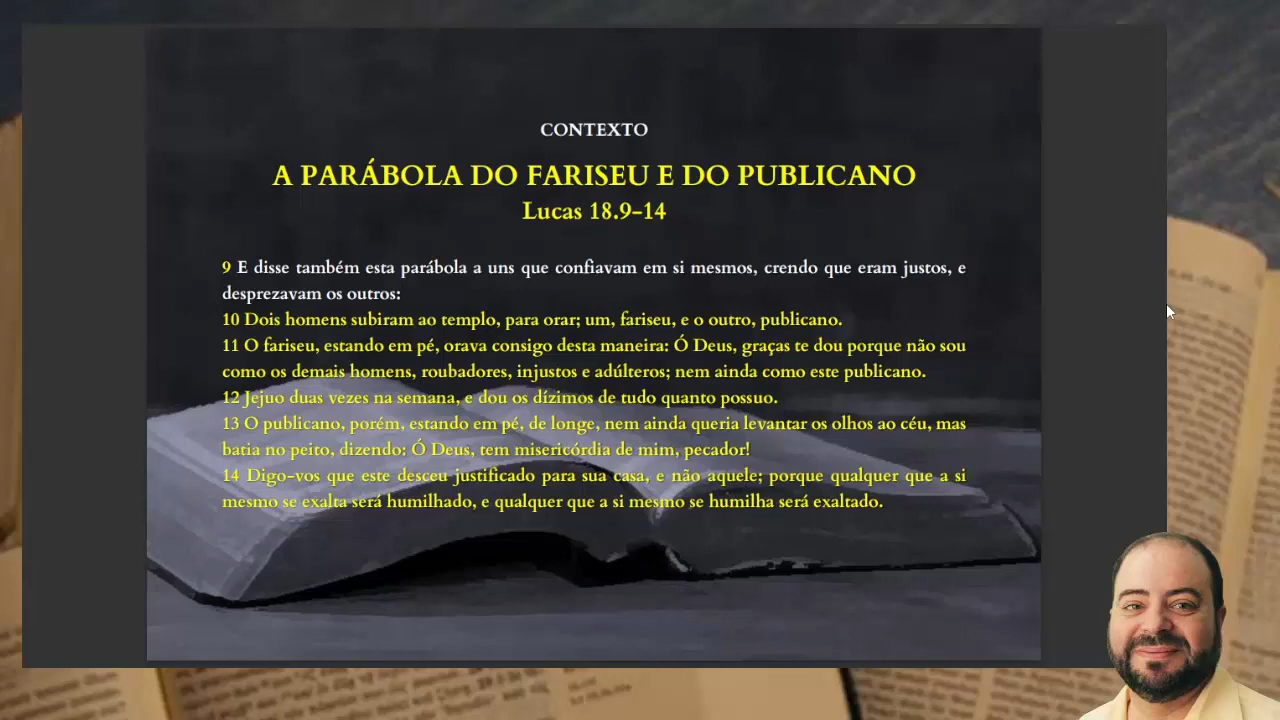 CONTEXTO
A PARÁBOLA DO FARISEU E DO PUBLICANO
Lucas 18.9-14
9 E disse também esta parábola a uns que confiavam em si mesmos, crendo que eram justos, e
desprezavam os outros:
10 Dois homens subiram ao templo, para orar; um, fariseu, e o outro, publicano.
11 O fariseu, estando em pé, orava consigo desta maneira: Ó Deus, graças te dou porque não sou
como os demais homens, roubadores, injustos e adúlteros; nem ainda como este publicano.
12 Jejuo duas vezes na semana, e dou os dízimos de tudo quanto possuo.
13 O publicano, porém, estando em pé, de longe, nem ainda queria levantar os olhos ao céu, mas
batia no peito, dizendo: Ó Deus, tem misericórdia de mim, pecador!
14 Digo-vos que este desceu justificado para sua casa, e não aquele; porque qualquer que a si
mesmo se exalta será humilhado, e qualquer que a si mesmo se humilha será exaltado.